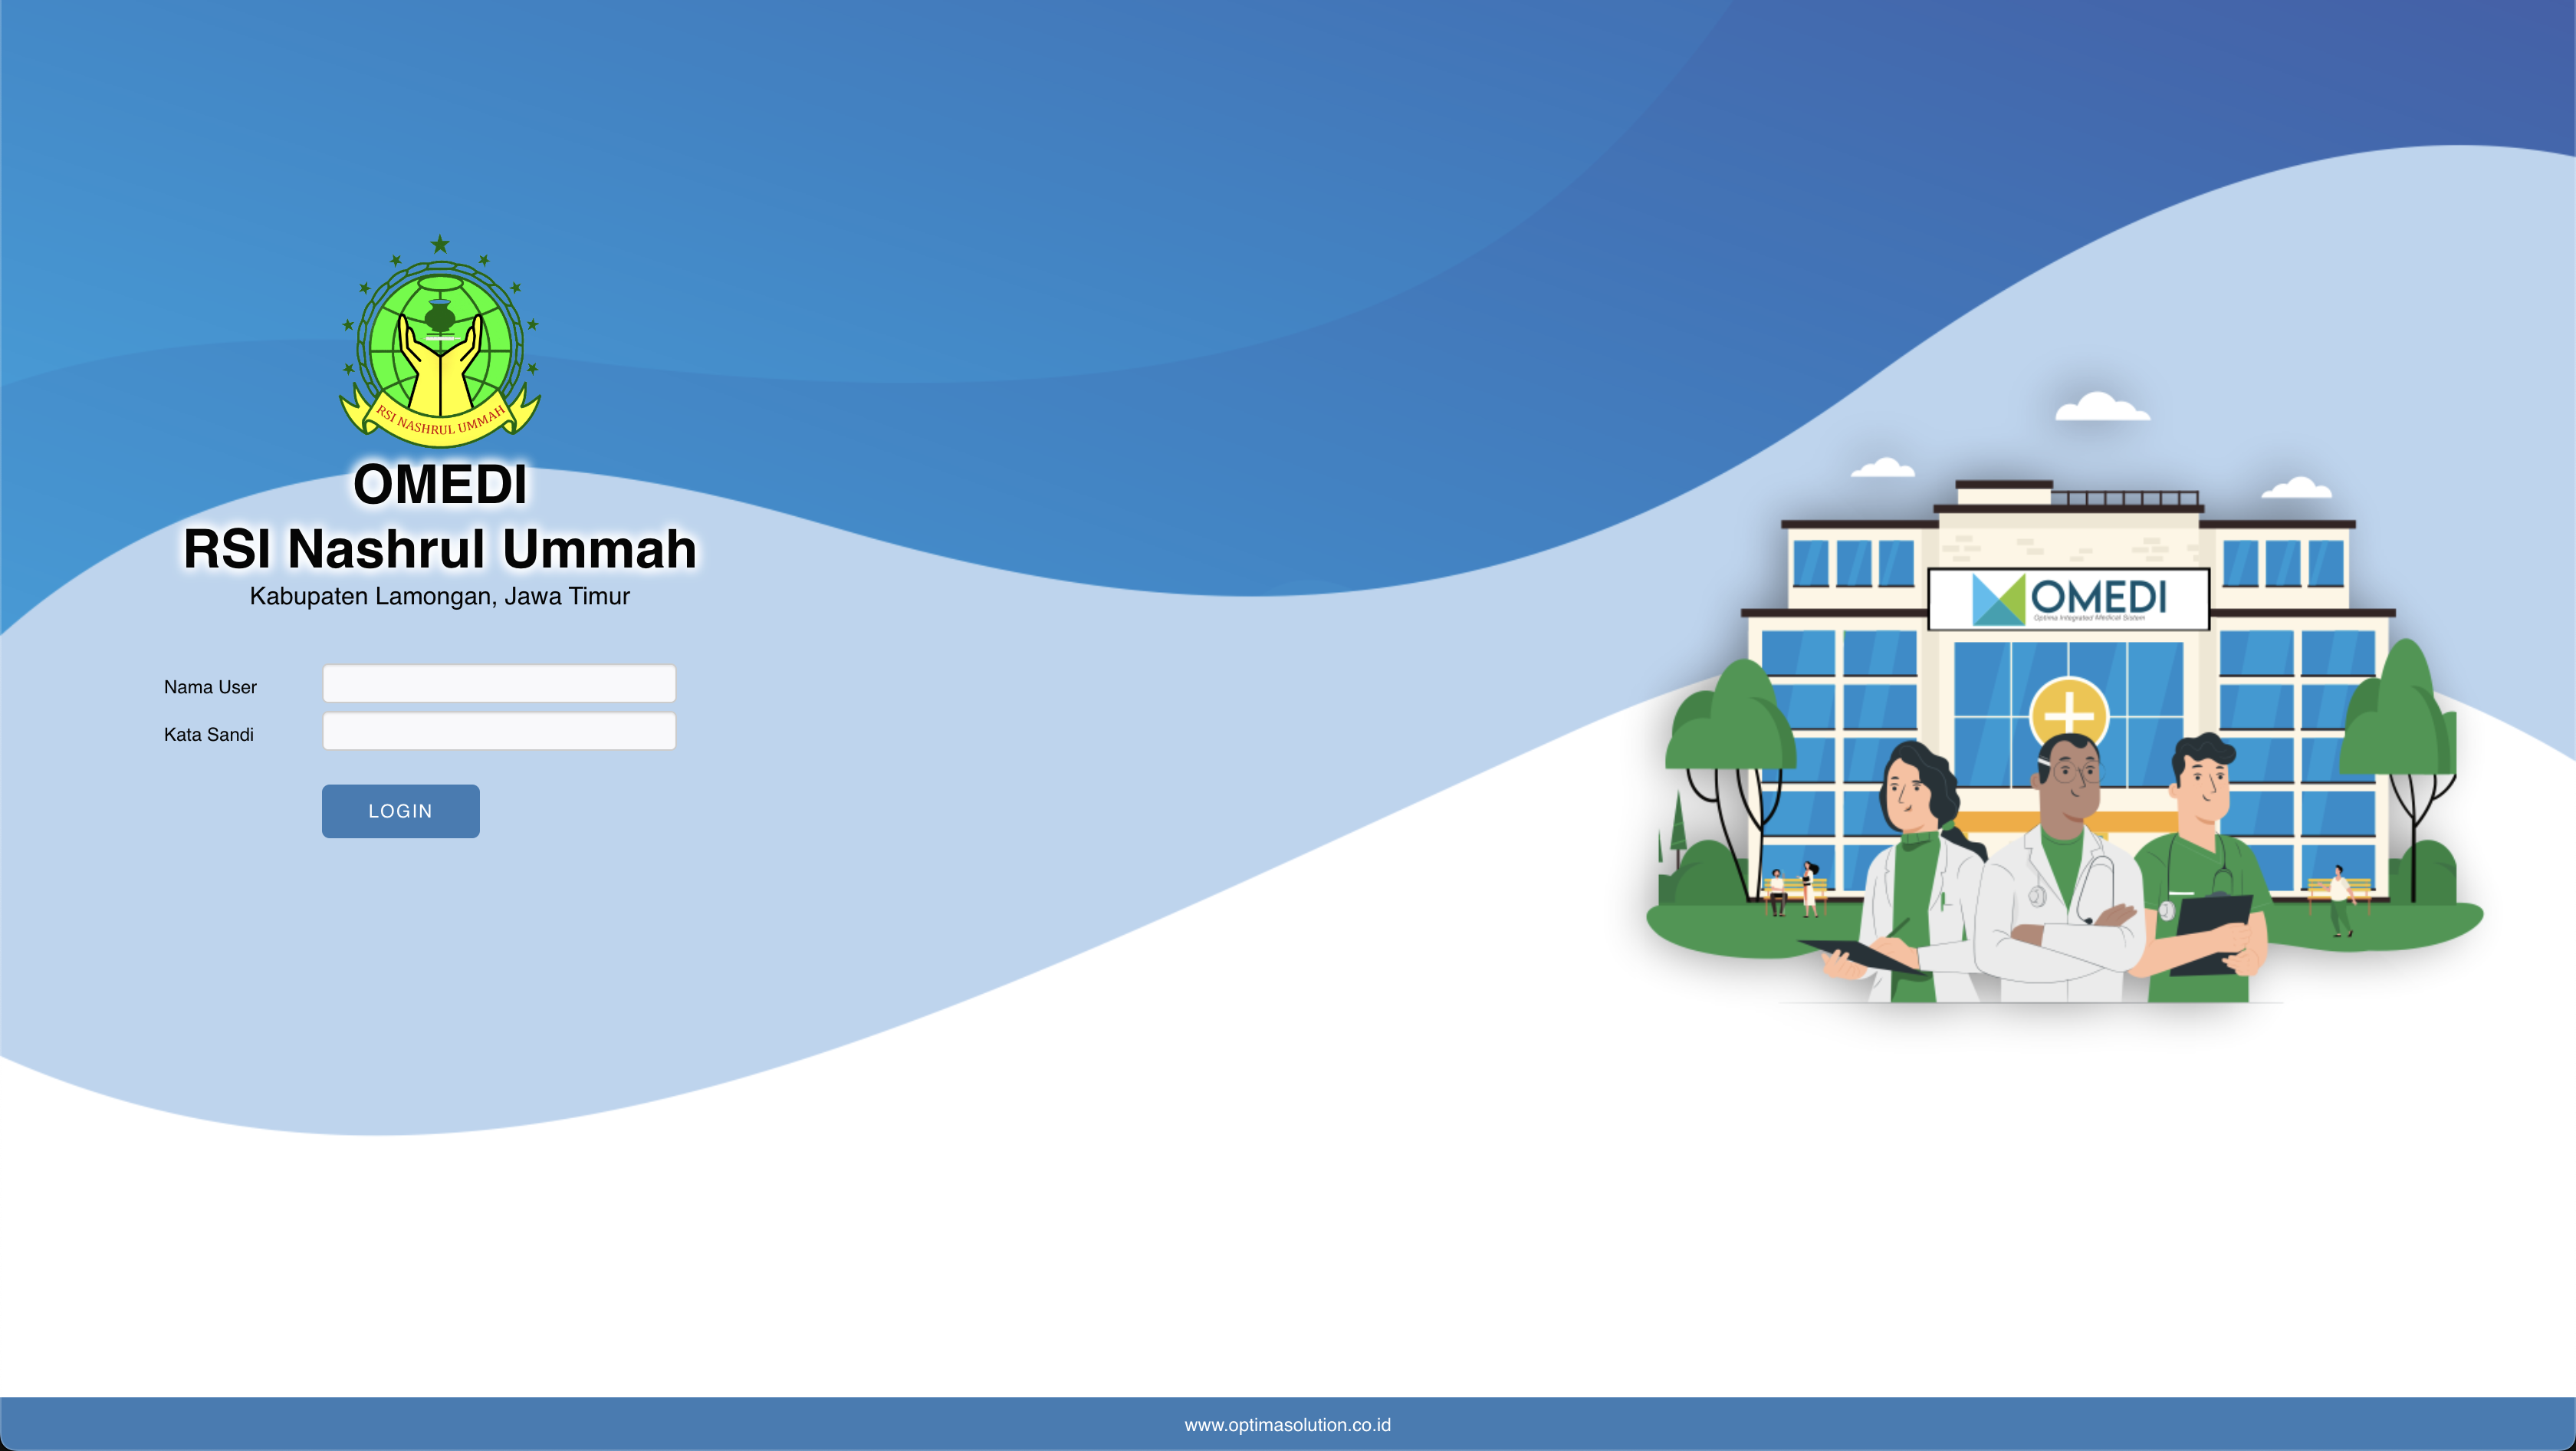 RSI NASHRUL UMMAH
OMEDI
RSI Nashrul Ummah
Kabupaten Lamongan, Jawa Timur
Nama User
Kata Sandi
LOGIN
OMEDI
Optima Integrated Medical Sistem
www.optimasolution.co.id